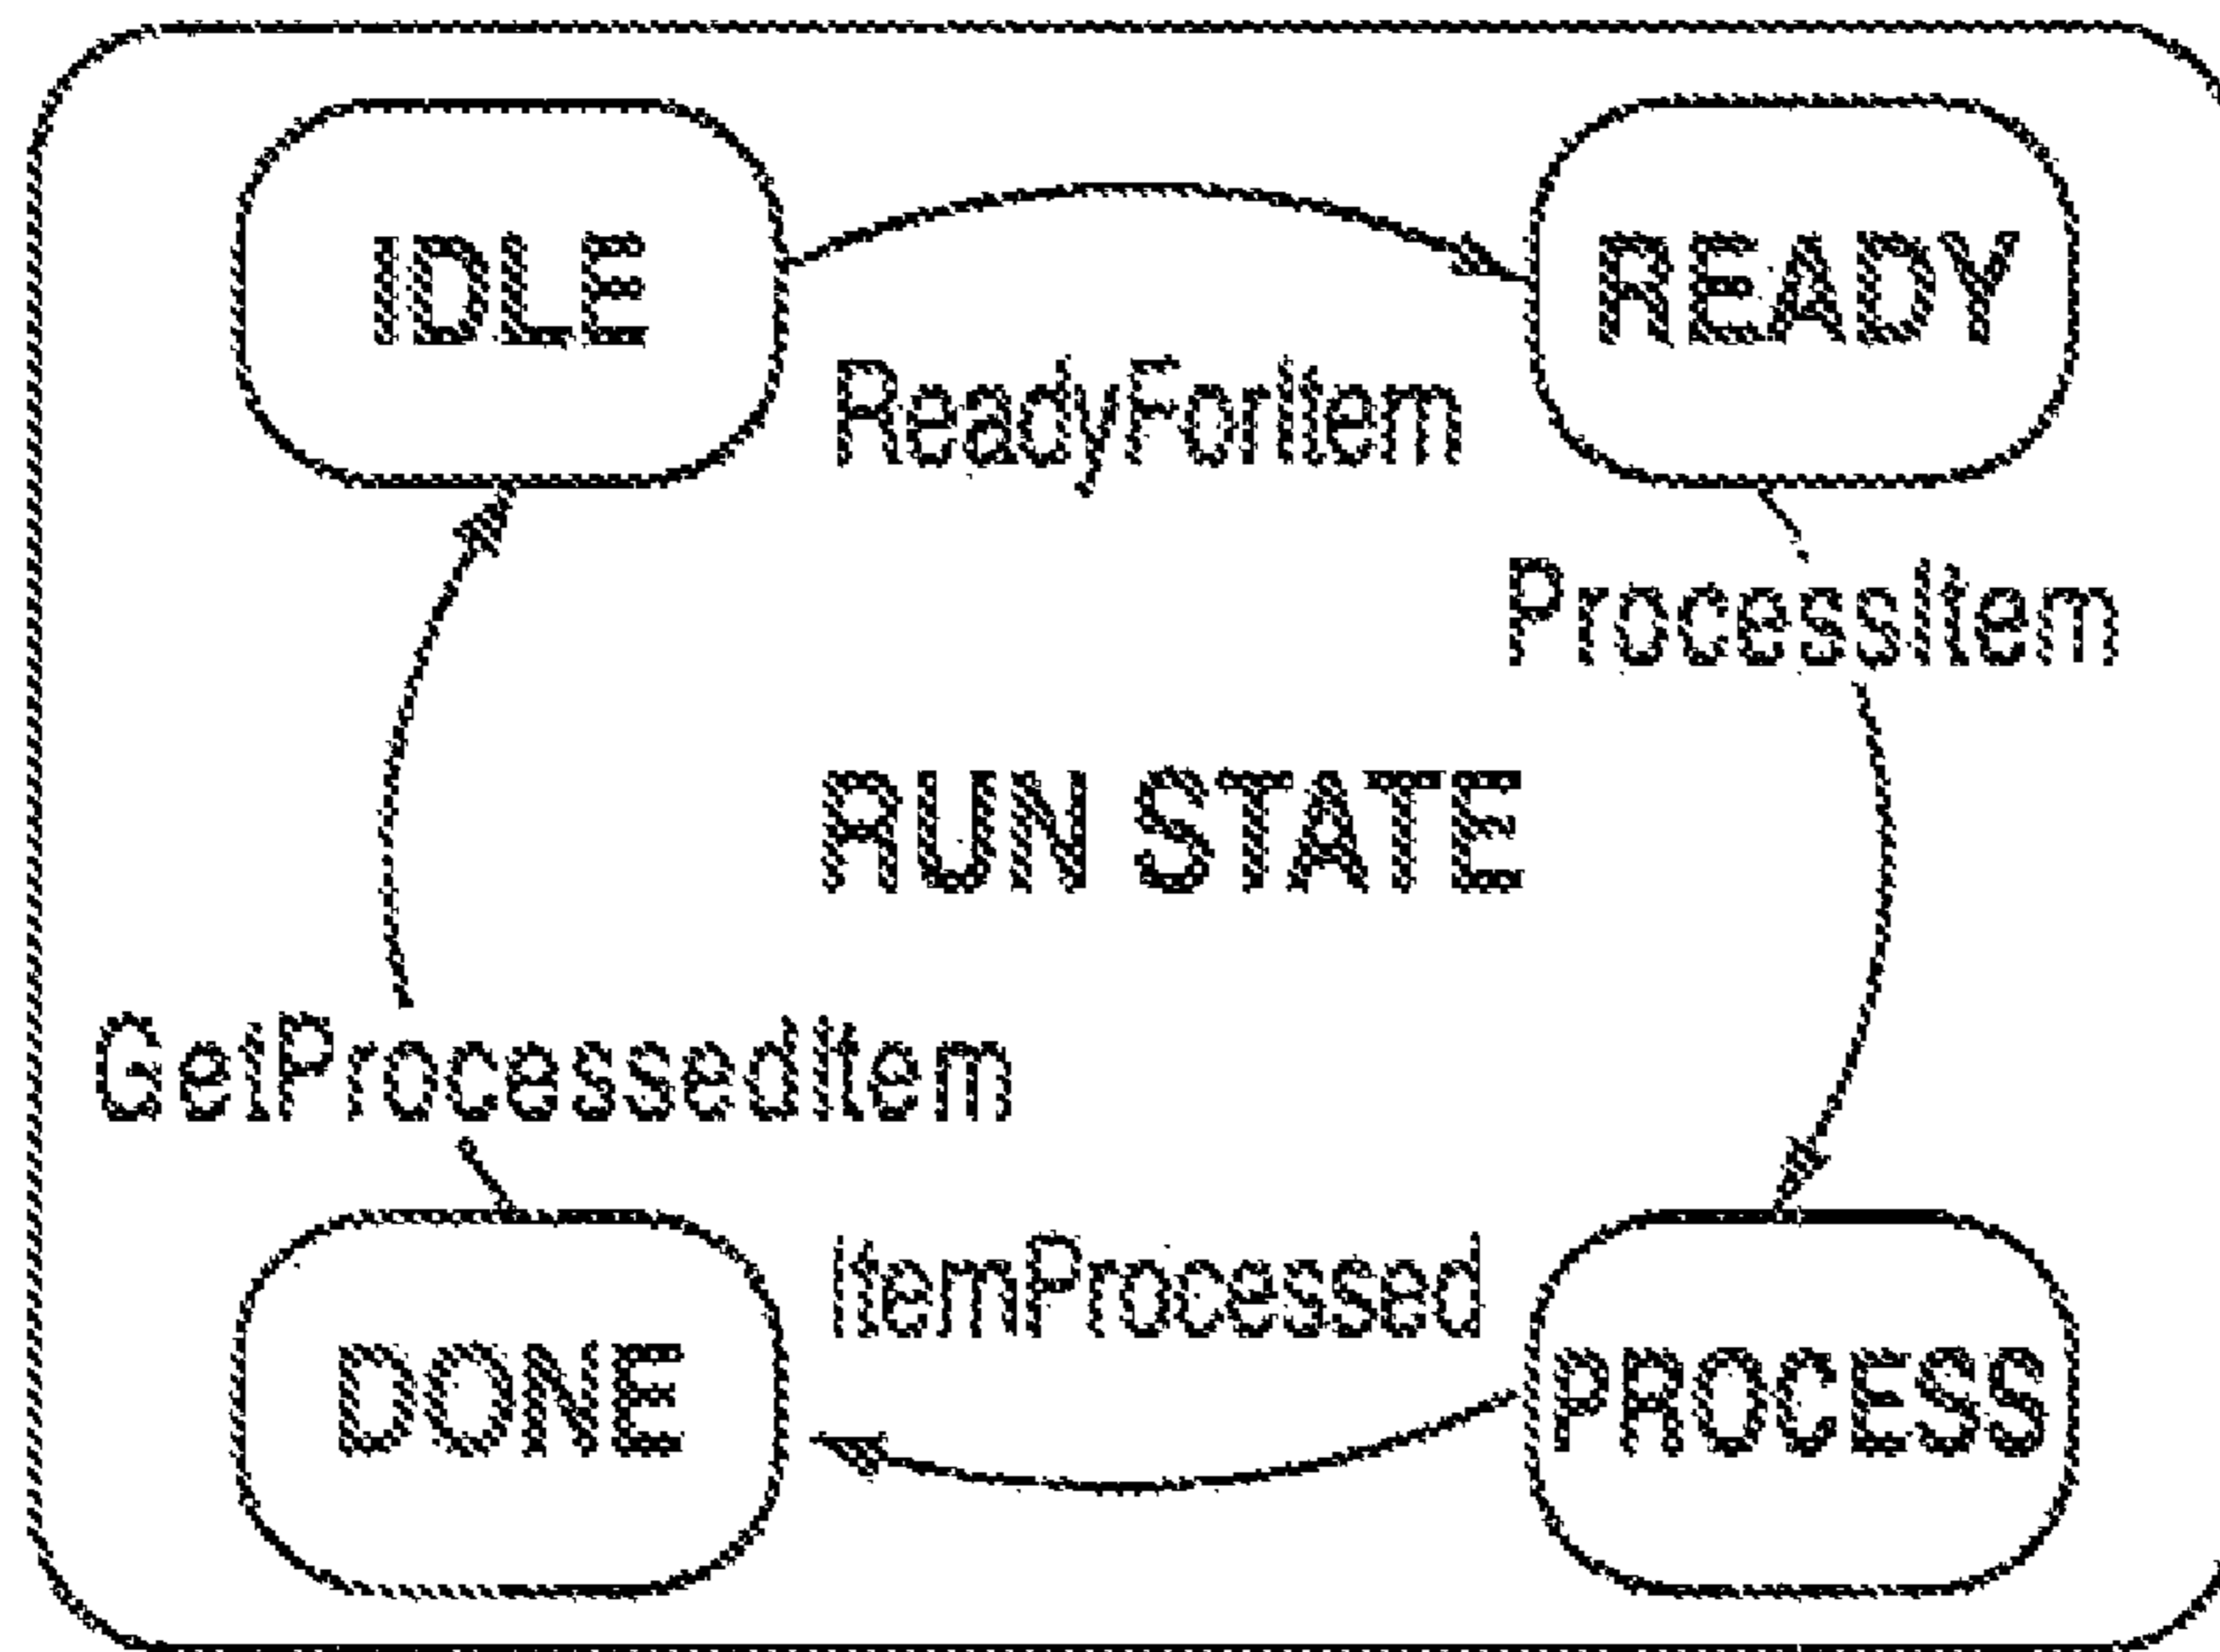 IDLE
READY
ReadyForItem
ProcessItem
RUN STATE
GetProcessedItem
ItemProcessed
DONE
PROCESS